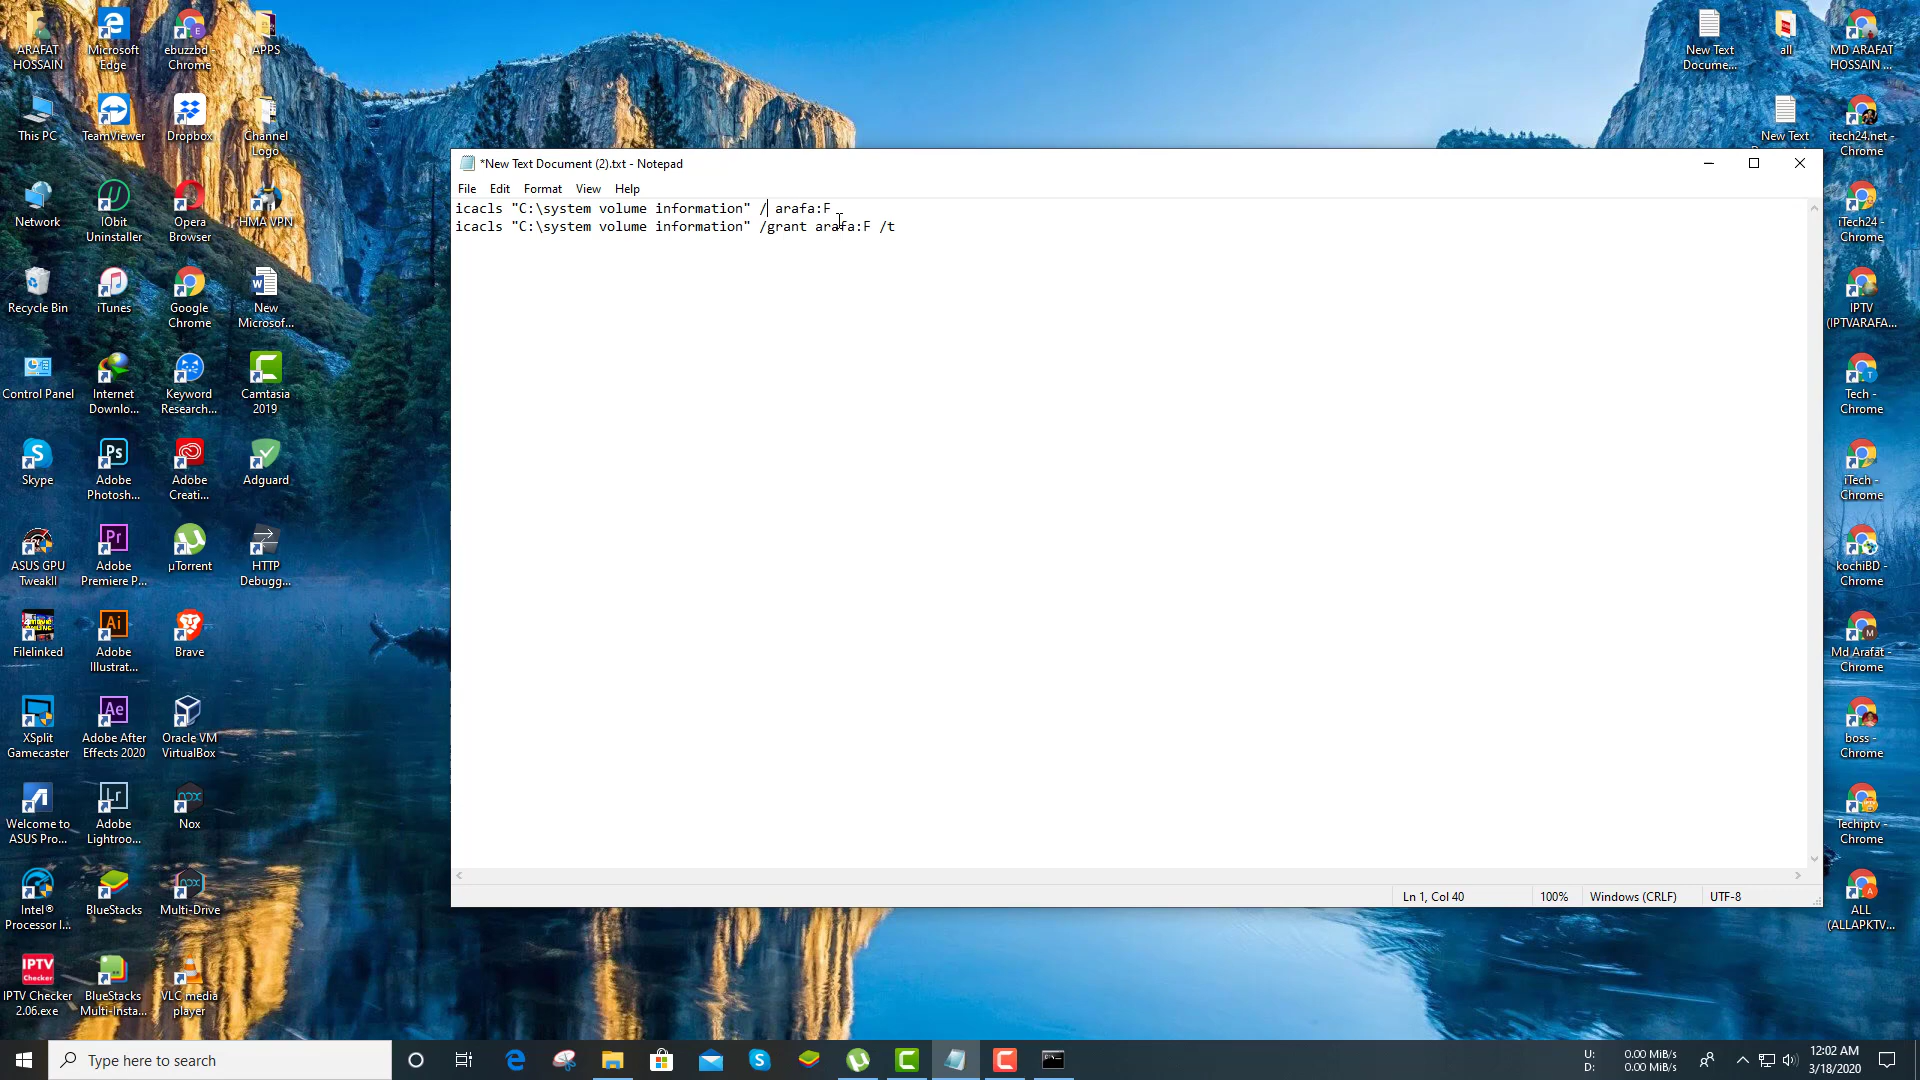 ARAFAT
HOSSAIN
Microsoft
Edge
ebuzzbd -
Chrome
APPS
This PC
TeamViewer
Dropbox
Channel
Logo
Network
IObit
Uninstaller
Opera
Browser
HMA VPN
Recycle Bin
iTunes
Google
Chrome
New
Microsof...
Control Panel
Internet
Downlo...
Keyword
Research...
Camtasia
2019
Skype
Adobe
Photosh...
Adobe
Creati...
Adguard
ASUS GPU
TweakII
Adobe
Premiere P...
µTorrent
HTTP
Debugg...
Filelinked
Adobe
Illustrat...
Brave
XSplit
Gamecaster
Adobe After
Effects 2020
Oracle VM
VirtualBox
Welcome to
ASUS Pro...
Adobe
Lightroo...
Nox
Intel®
Processor I...
BlueStacks
Multi-Drive
IPTV Checker
2.06.exe
BlueStacks
Multi-Insta...
VLC media
player
*New Text Document (2).txt - Notepad
File Edit Format View Help
icacls "C:\system volume information" / arafa:F
icacls "C:\system volume information" /grant arafa:F /t
Ln 1, Col 40 100% Windows (CRLF) UTF-8
New Text
Docume...
all
MD ARAFAT
HOSSAIN ...
New Text
itech24.net -
Chrome
iTech24 -
Chrome
IPTV
(IPTVARAFA...
Tech -
Chrome
iTech -
Chrome
kochiBD -
Chrome
Md Arafat -
Chrome
boss -
Chrome
Techiptv -
Chrome
ALL
(ALLAPKTV...
Type here to search
U: 0.00 MiB/s
D: 0.00 MiB/s
12:02 AM
3/18/2020